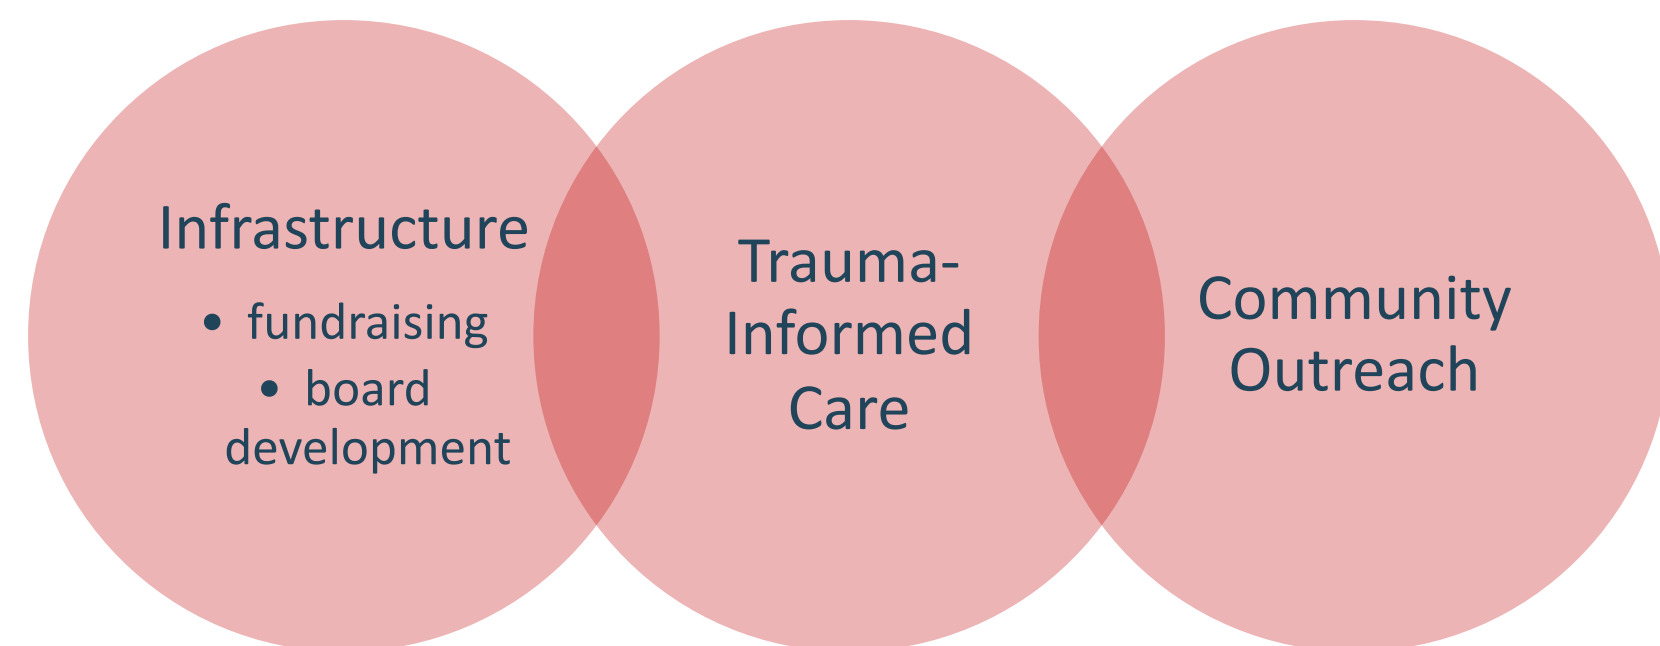 Infrastructure
• fundraising
• board
development
Trauma-
Informed
Care
Community
Outreach